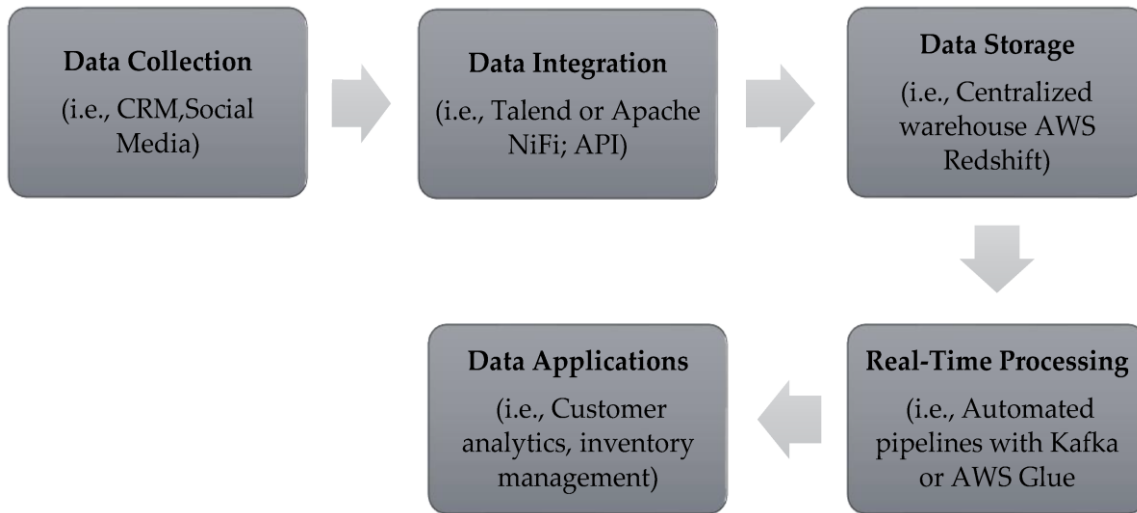 Data Collection
(i.e., CRM,Social
Media)
Data Integration
(i.e., Talend or Apache
NiFi; API)
Data Storage
(i.e., Centralized
warehouse AWS
Redshift)
Real-Time Processing
(i.e., Automated
pipelines with Kafka
or AWS Glue
Data Applications
(i.e., Customer
analytics, inventory
management)